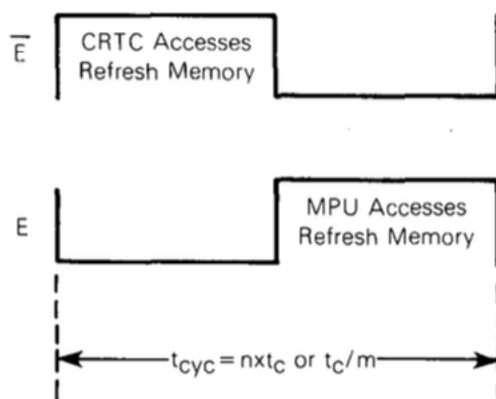 E̅
CRTC Accesses
Refresh Memory
E
MPU Accesses
Refresh Memory
tcyc = nxtc or tc/m